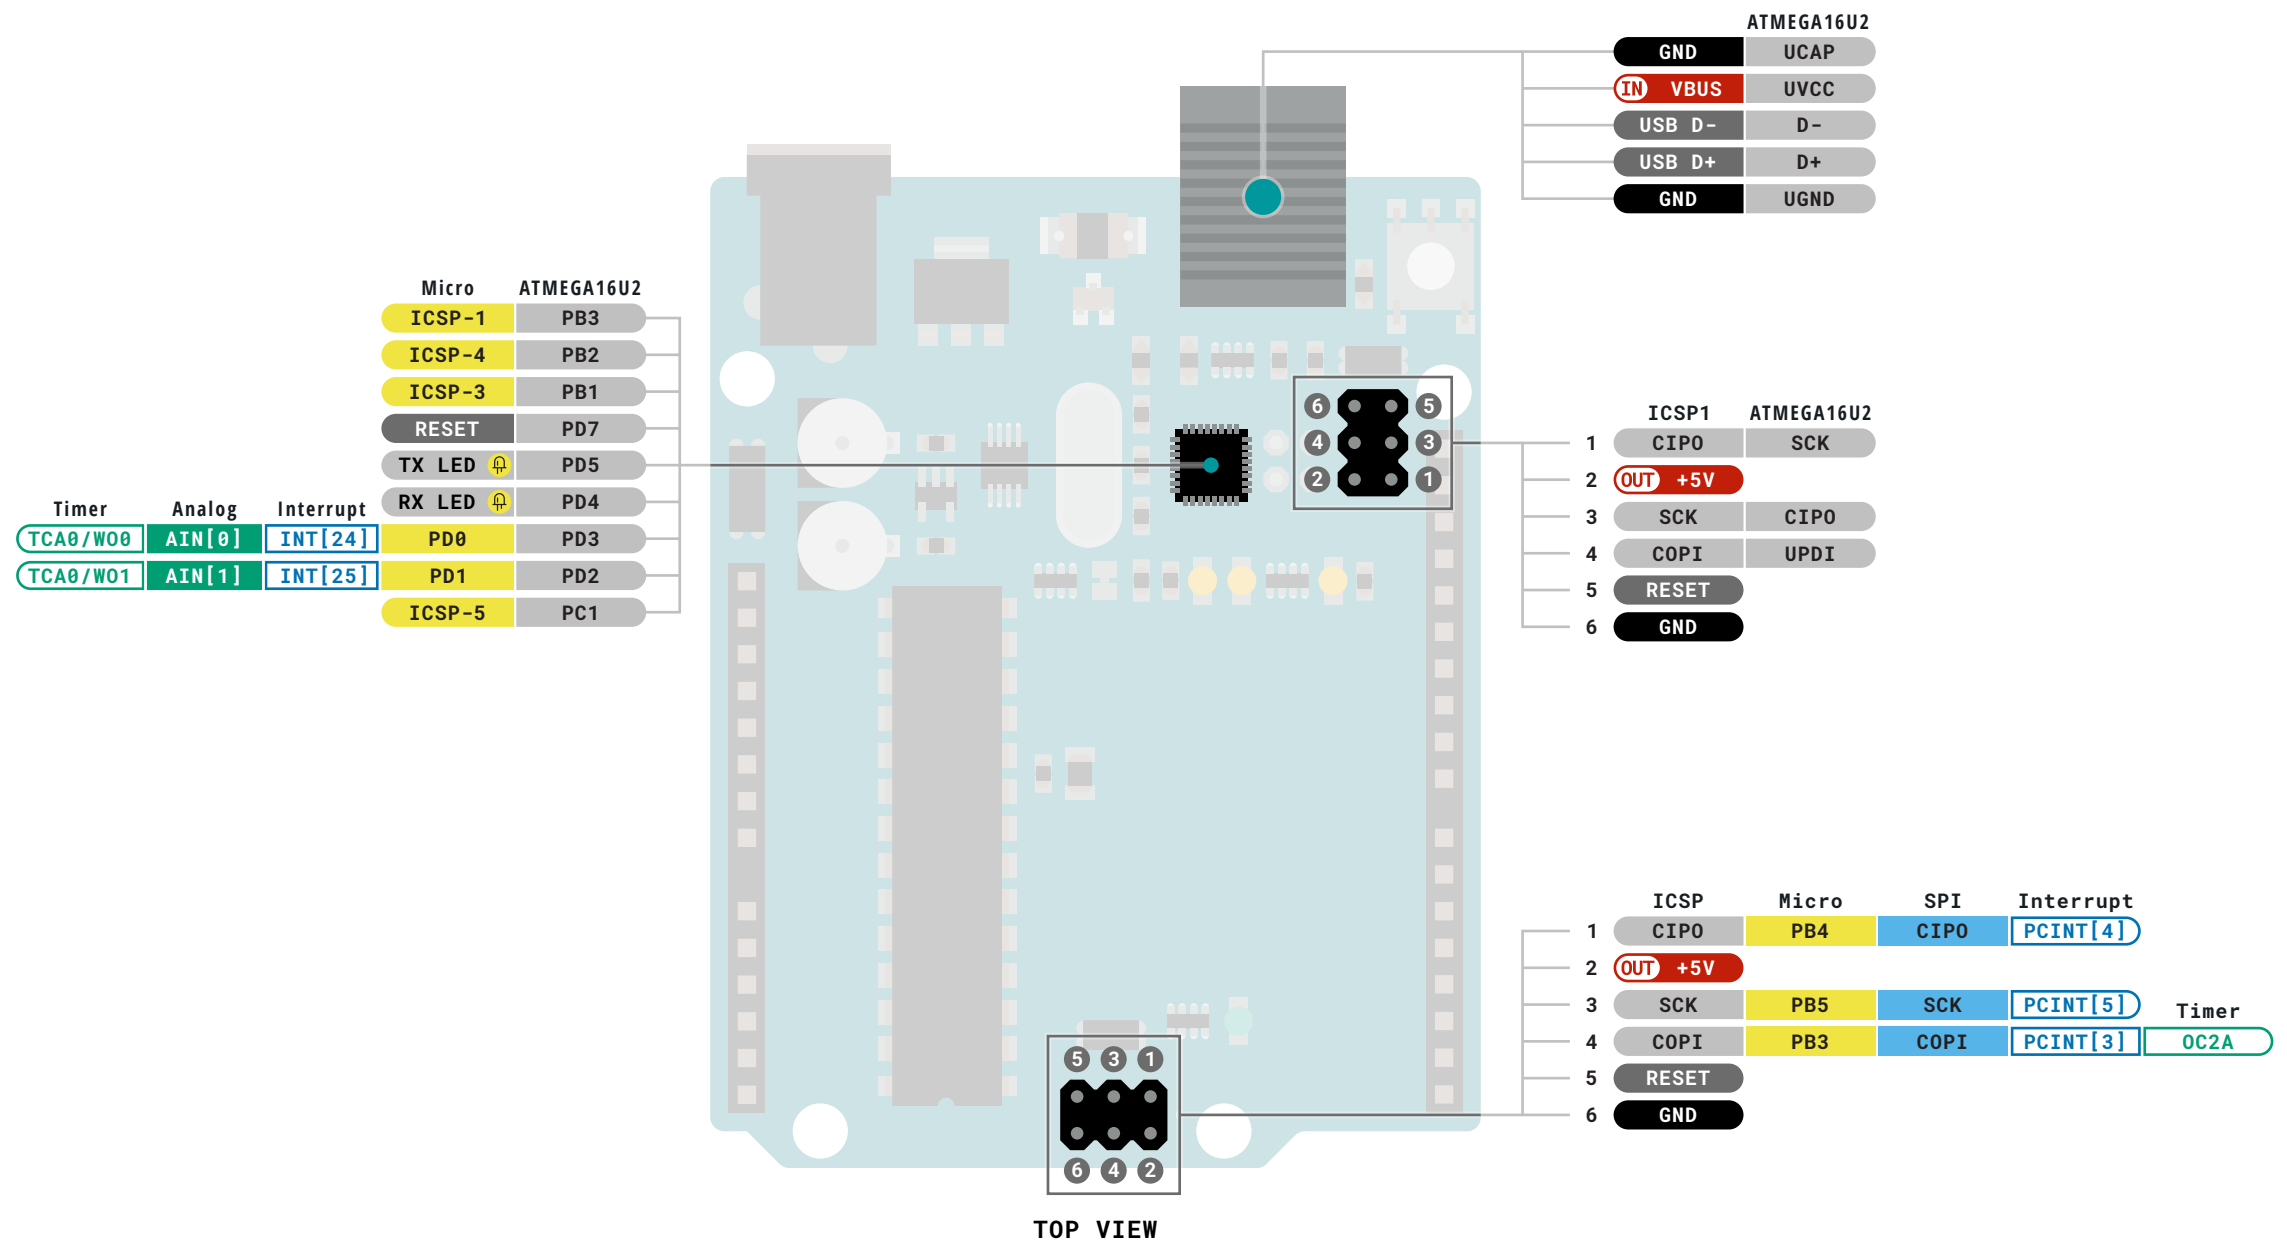 ATMEGA16U2
GND UCAP
IN VBUS UVCC
USB D- D-
USB D+ D+
GND UGND
Micro ATMEGA16U2
ICSP-1 PB3
ICSP-4 PB2
ICSP-3 PB1
RESET PD7
TX LED PD5
RX LED PD4
Timer Analog Interrupt
TCA0/WO0 AIN[0] INT[24] PD0 PD3
TCA0/WO1 AIN[1] INT[25] PD1 PD2
ICSP-5 PC1
6 5
4 3
2 1
ICSP1 ATMEGA16U2
1 CIPO SCK
2 OUT +5V
3 SCK CIPO
4 COPI UPDI
5 RESET
6 GND
ICSP Micro SPI Interrupt
1 CIPO PB4 CIPO PCINT[4]
2 OUT +5V
3 SCK PB5 SCK PCINT[5]
Timer
4 COPI PB3 COPI PCINT[3] OC2A
5 RESET
6 GND
5 3 1
6 4 2
TOP VIEW